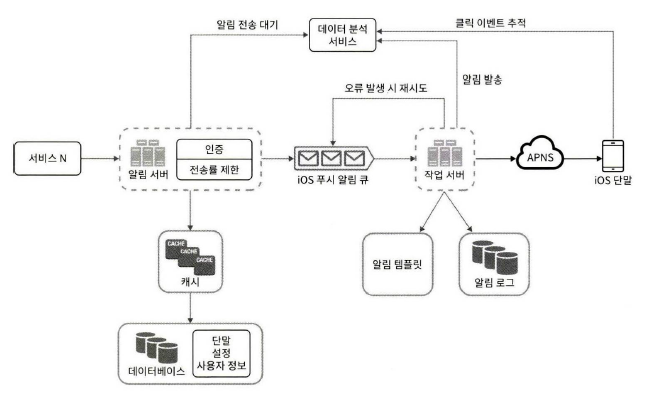 알림 전송 대기
데이터 분석
서비스
클릭 이벤트 추적
오류 발생 시 재시도
알림 발송
서비스 N
알림 서버
인증
전송률 제한
iOS 푸시 알림 큐
작업 서버
APNS
iOS 단말
CACHE
CACHE
CACHE
캐시
알림 템플릿
알림 로그
데이터베이스
단말
설정
사용자 정보